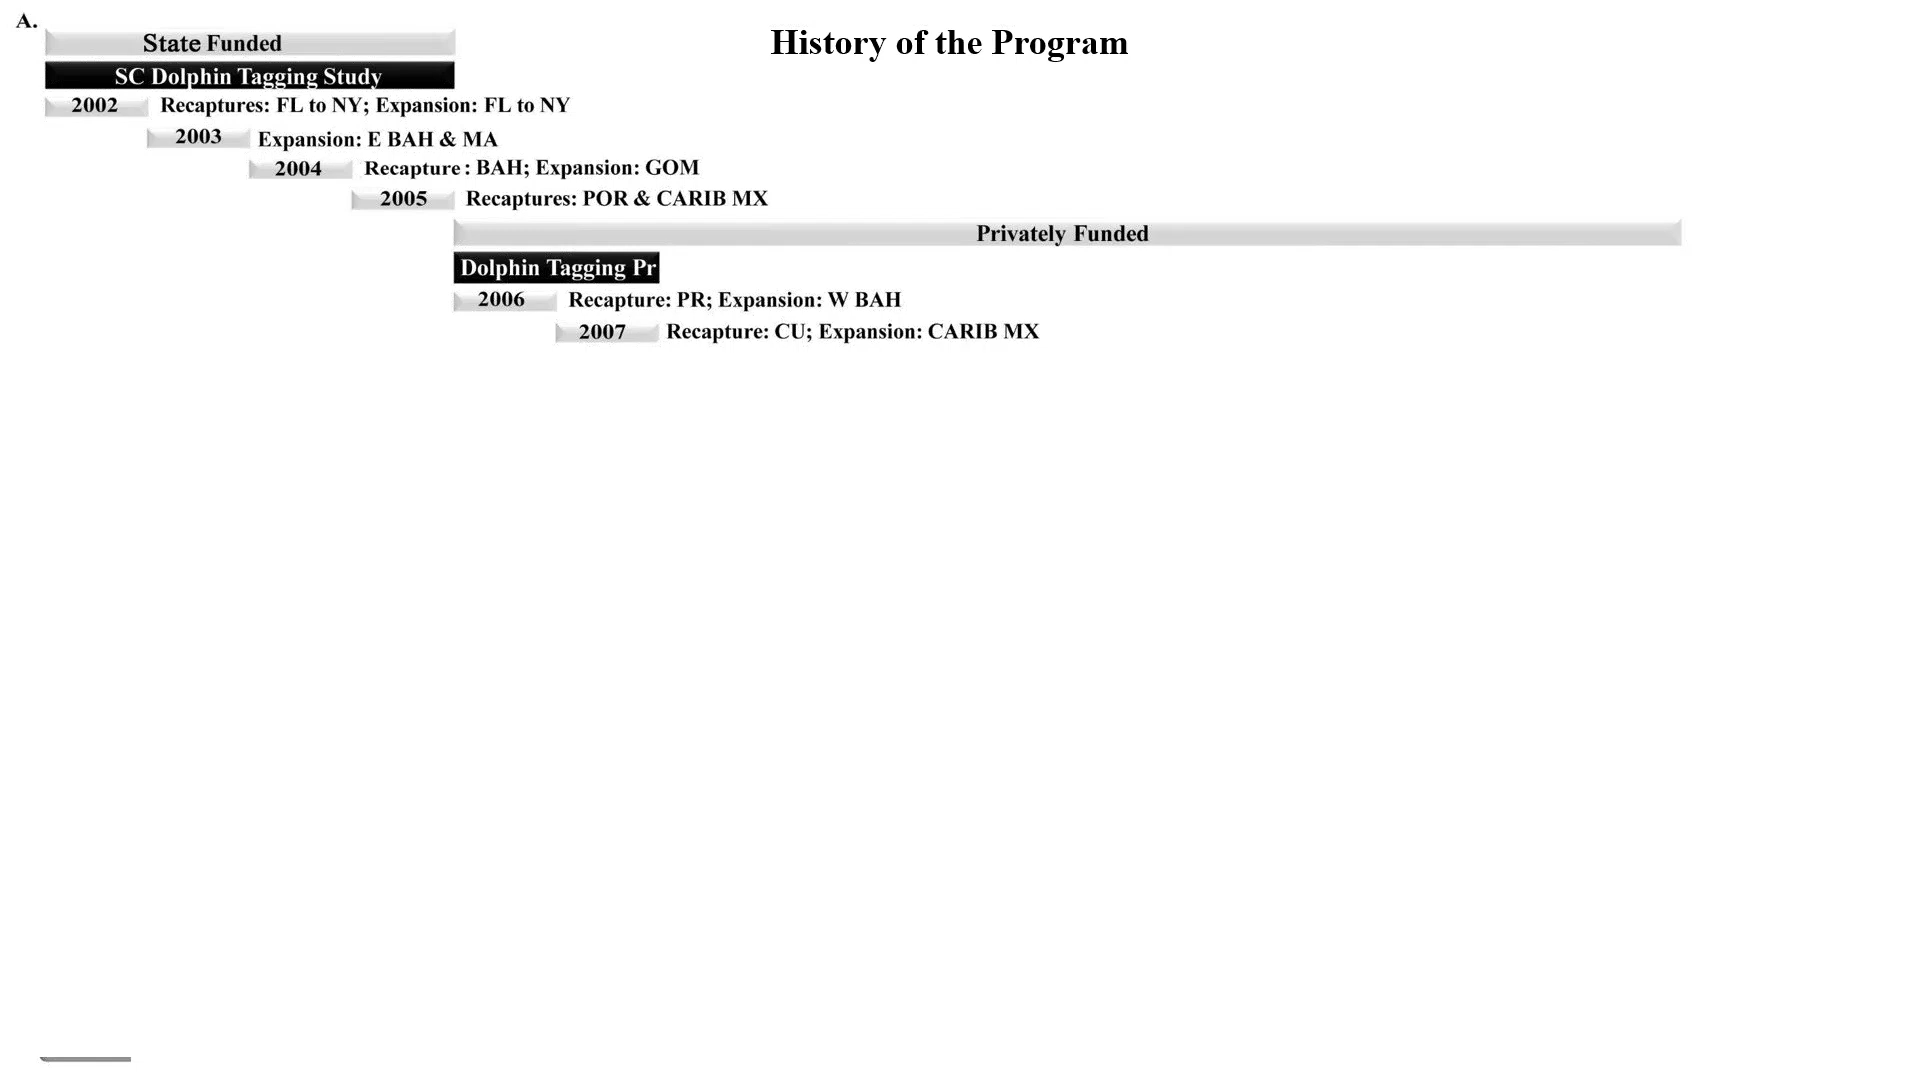 A.
History of the Program
State Funded
SC Dolphin Tagging Study
2002 Recaptures: FL to NY; Expansion: FL to NY
2003 Expansion: E BAH & MA
2004 Recapture: BAH; Expansion: GOM
2005 Recaptures: POR & CARIB MX
Privately Funded
Dolphin Tagging Pr
2006 Recapture: PR; Expansion: W BAH
2007 Recapture: CU; Expansion: CARIB MX